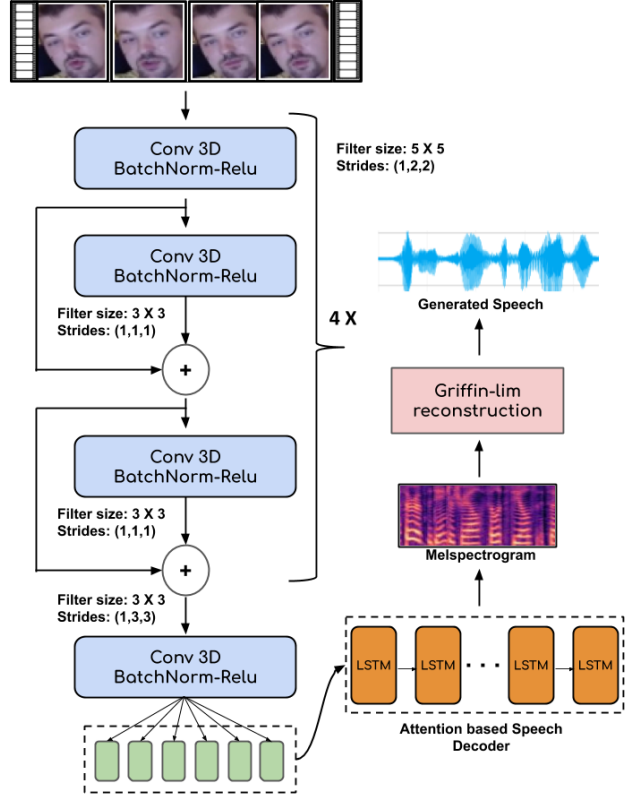 Conv 3D
BatchNorm-Relu
Filter size: 5 X 5
Strides: (1,2,2)
Conv 3D
BatchNorm-Relu
Filter size: 3 X 3
Strides: (1,1,1)
+
4 X
Conv 3D
BatchNorm-Relu
Filter size: 3 X 3
Strides: (1,1,1)
+
Filter size: 3 X 3
Strides: (1,3,3)
Conv 3D
BatchNorm-Relu
LSTM
LSTM
LSTM
LSTM
Attention based Speech
Decoder
Melspectrogram
Griffin-lim
reconstruction
Generated Speech